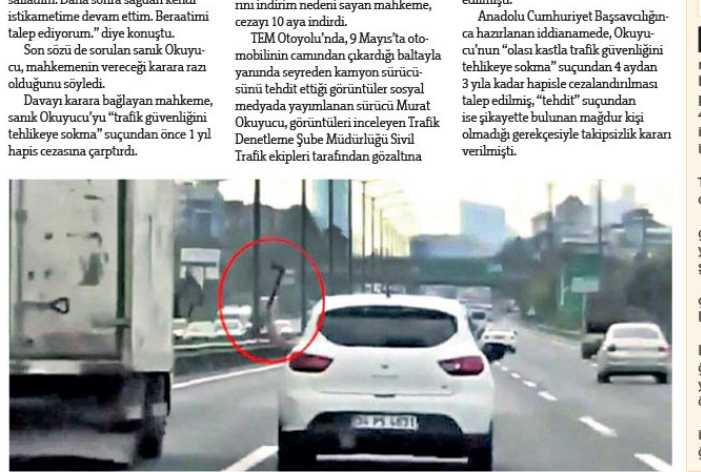 salladım. Daha sonra sağdan kendi
istikametime devam ettim. Beraatimi
talep ediyorum." diye konuştu.
Son sözü de sorulan sanık Okuyu-
cu, mahkemenin vereceği karara razı
olduğunu söyledi.
Davayı karara bağlayan mahkeme,
sanık Okuyucu'yu "trafik güvenliğini
tehlikeye sokma" suçundan önce 1 yıl
hapis cezasına çarptırdı.
rını indirim nedeni sayan mahkeme,
cezayı 10 aya indirdi.
TEM Otoyolu'nda, 9 Mayıs'ta oto-
mobilinin camından çıkardığı baltayla
yanında seyreden kamyon sürücü-
sünü tehdit ettiği görüntüler sosyal
medyada yayımlanan sürücü Murat
Okuyucu, görüntüleri inceleyen Trafik
Denetleme Şube Müdürlüğü Sivil
Trafik ekipleri tarafından gözaltına
edilmişti.
Anadolu Cumhuriyet Başsavcılığın-
ca hazırlanan iddianamede, Okuyu-
cu'nun "olası kastla trafik güvenliğini
tehlikeye sokma" suçundan 4 aydan
3 yıla kadar hapisle cezalandırılması
talep edilmiş, "tehdit" suçundan
ise şikayette bulunan mağdur kişi
olmadığı gerekçesiyle takipsizlik kararı
verilmişti.